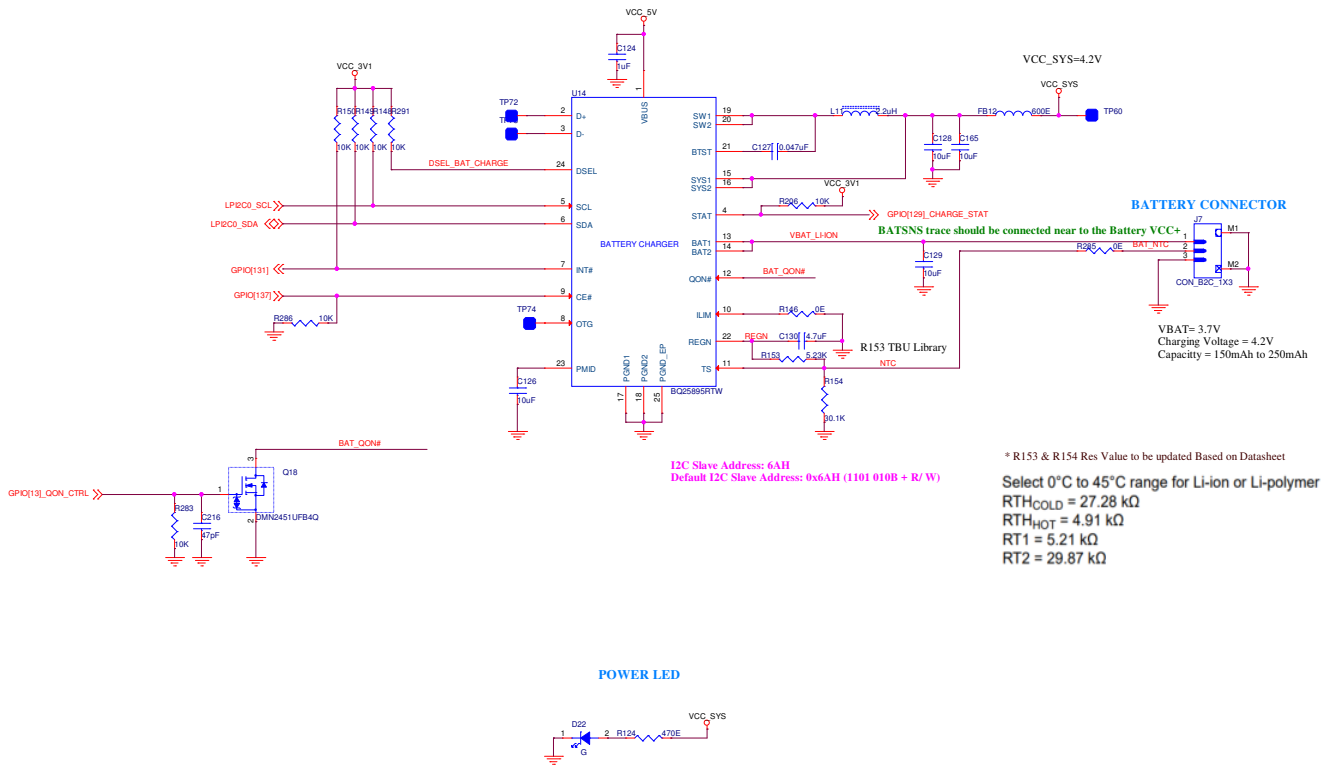 VCC_5V
C124
1uF
VCC_SYS=4.2V
VCC_3V1
VCC_SYS
U14
1
VBUS
TP72
2
D+
3
D-
R150
R149
R148
R291
10K
10K
10K
10K
DSEL_BAT_CHARGE
24
DSEL
LPI2C0_SCL
5
SCL
LPI2C0_SDA
6
SDA
BATTERY CHARGER
GPIO[131]
7
INT#
GPIO[137]
9
CE#
R286
10K
TP74
8
OTG
23
PMID
C126
10uF
PGND1
PGND2
PGND_EP
17
18
25
BQ25895RTW
SW1
19
SW2
20
L11
2.2uH
FB12
600E
TP60
BTST
21
C127
0.047uF
C128
10uF
C165
10uF
SYS1
15
SYS2
16
VCC_3V1
R206
10K
STAT
4
GPIO[129]_CHARGE_STAT
BATTERY CONNECTOR
BATSNS trace should be connected near to the Battery VCC+
BAT1
13
BAT2
14
VBAT_LI-ION
C129
10uF
R285
0E
BAT_NTC
J7
1
2
3
M1
M2
CON_B2C_1X3
QON#
12
BAT_QON#
ILIM
10
R146
0E
REGN
22
REGN
C130
4.7uF
R153
5.23K
R153 TBU Library
TS
11
NTC
R154
30.1K
VBAT= 3.7V
Charging Voltage = 4.2V
Capacitty = 150mAh to 250mAh
BAT_QON#
GPIO[13]_QON_CTRL
3
Q18
1
2
DMN2451UFB4Q
R283
10K
C216
47pF
I2C Slave Address: 6AH
Default I2C Slave Address: 0x6AH (1101 010B + R/ W)
* R153 & R154 Res Value to be updated Based on Datasheet
Select 0°C to 45°C range for Li-ion or Li-polymer
RTHCOLD = 27.28 kΩ
RTHHOT = 4.91 kΩ
RT1 = 5.21 kΩ
RT2 = 29.87 kΩ
POWER LED
VCC_SYS
D22
1
2
G
R124
470E